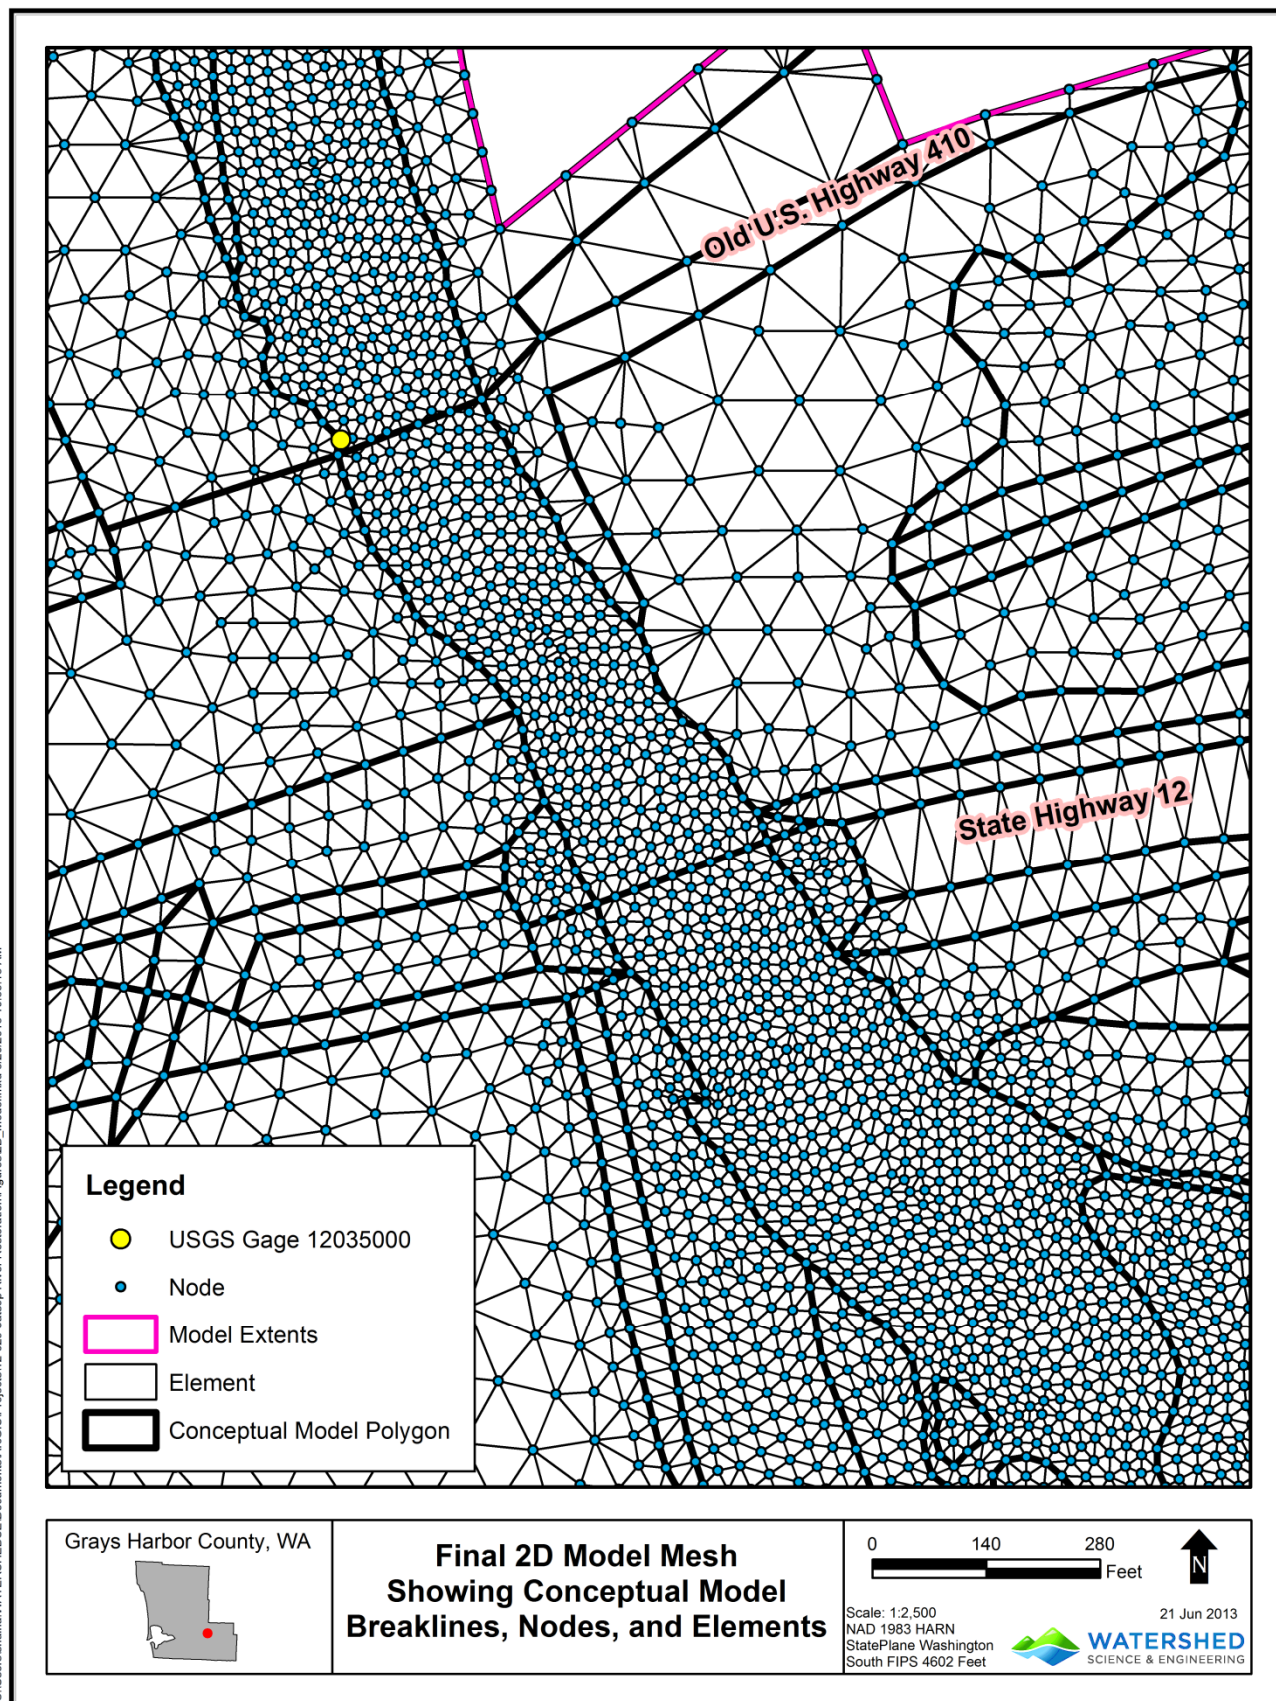 Old U.S. Highway 410
State Highway 12
Legend
USGS Gage 12035000
Node
Model Extents
Element
Conceptual Model Polygon
Grays Harbor County, WA
Final 2D Model Mesh
Showing Conceptual Model
Breaklines, Nodes, and Elements
0 140 280
Feet
N
Scale: 1:2,500
NAD 1983 HARN
StatePlane Washington
South FIPS 4602 Feet
21 Jun 2013
WATERSHED
SCIENCE & ENGINEERING